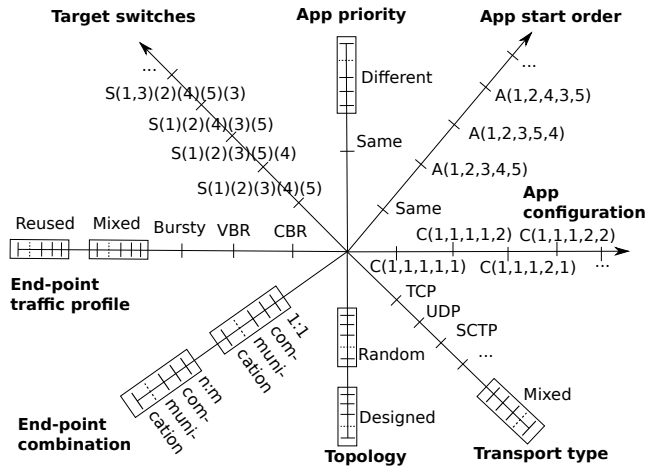 Target switches
App priority
App start order
...
...
S(1,3)(2)(4)(5)(3)
Different
A(1,2,4,3,5)
S(1)(2)(4)(3)(5)
A(1,2,3,5,4)
S(1)(2)(3)(5)(4)
Same
A(1,2,3,4,5)
S(1)(2)(3)(4)(5)
Same
App
configuration
Reused
Mixed
Bursty
VBR
CBR
C(1,1,1,1,2)
C(1,1,1,2,2)
C(1,1,1,1,1)
C(1,1,1,2,1)
...
End-point
traffic profile
TCP
UDP
SCTP
...
1:1
com-
muni-
cation
Random
n:m
com-
muni-
cation
Mixed
Designed
End-point
combination
Topology
Transport type